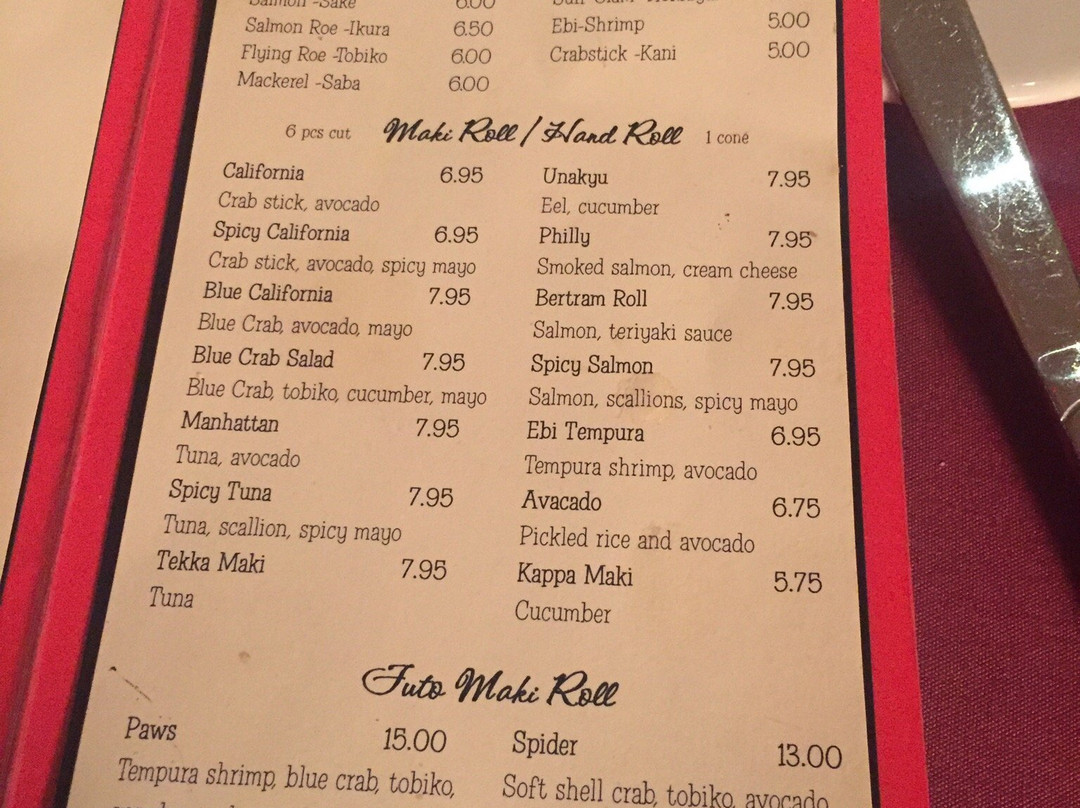 Salmon -Sake 6.00
Salmon Roe -Ikura 6.50
Ebi-Shrimp 5.00
Flying Roe -Tobiko 6.00
Crabstick -Kani 5.00
Mackerel -Saba 6.00
6 pcs cut Maki Roll / Hand Roll 1 cone
California 6.95
Crab stick, avocado
Spicy California 6.95
Crab stick, avocado, spicy mayo
Blue California 7.95
Blue Crab, avocado, mayo
Blue Crab Salad 7.95
Blue Crab, tobiko, cucumber, mayo
Manhattan 7.95
Tuna, avocado
Spicy Tuna 7.95
Tuna, scallion, spicy mayo
Tekka Maki 7.95
Tuna
Unakyu 7.95
Eel, cucumber
Philly 7.95
Smoked salmon, cream cheese
Bertram Roll 7.95
Salmon, teriyaki sauce
Spicy Salmon 7.95
Salmon, scallions, spicy mayo
Ebi Tempura 6.95
Tempura shrimp, avocado
Avacado 6.75
Pickled rice and avocado
Kappa Maki 5.75
Cucumber
Futo Maki Roll
Paws 15.00
Tempura shrimp, blue crab, tobiko,
Spider 13.00
Soft shell crab, tobiko, avocado